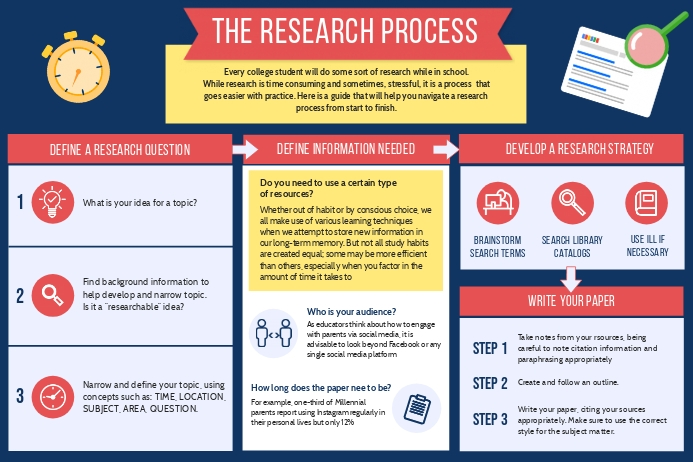 THE RESEARCH PROCESS
Every college student will do some sort of research while in school.
While research is time consuming and sometimes, stressful, it is a process that
goes easier with practice. Here is a guide that will help you navigate a research
process from start to finish.
DEFINE A RESEARCH QUESTION
1
What is your idea for a topic?
2
Find background information to
help develop and narrow topic.
Is it a "researchable" idea?
3
Narrow and define your topic, using
concepts such as: TIME, LOCATION,
SUBJECT, AREA, QUESTION.
DEFINE INFORMATION NEEDED
Do you need to use a certain type
of resources?
Whether out of habit or by conscious choice, we
all make use of various learning techniques
when we attempt to store new information in
our long-term memory. But not all study habits
are created equal; some may be more efficient
than others, especially when you factor in the
amount of time it takes to
Who is your audience?
As educators think about how to engage
with parents via social media, it is
advisable to look beyond Facebook or any
single social media platform
How long does the paper nee to be?
For example, one-third of Millennial
parents report using Instagram regularly in
their personal lives but only 12%
DEVELOP A RESEARCH STRATEGY
BRAINSTORM
SEARCH TERMS
SEARCH LIBRARY
CATALOGS
USE ILL IF
NECESSARY
WRITE YOUR PAPER
STEP 1
Take notes from your rsources, being
careful to note citation information and
paraphrasing appropriately
STEP 2
Create and follow an outline.
STEP 3
Write your paper, citing your sources
appropriately. Make sure to use the correct
style for the subject matter.